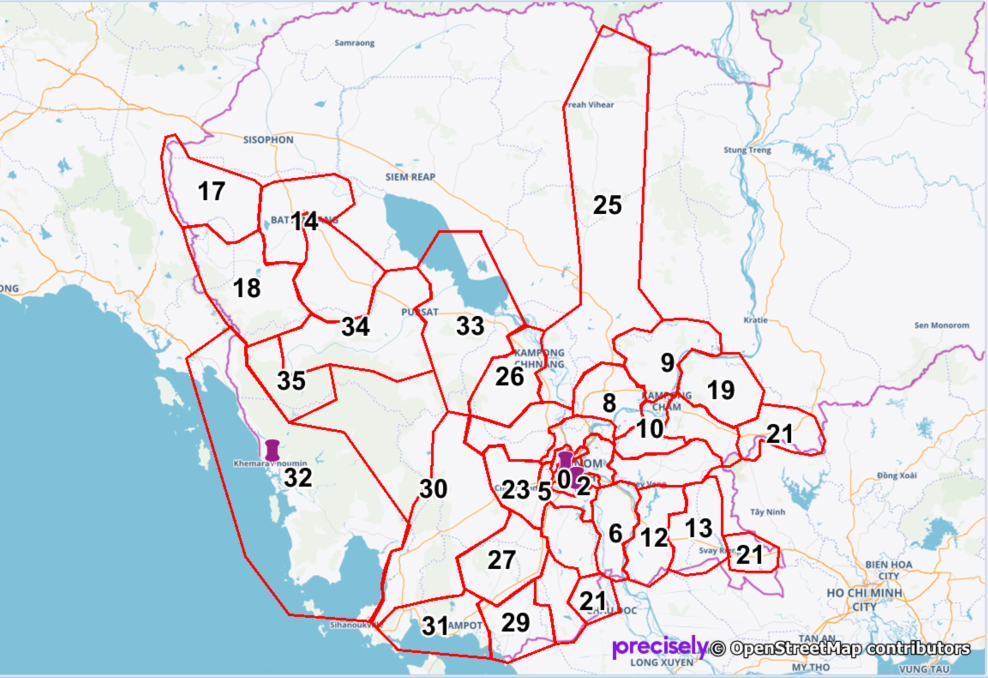 Samraong
reah Vihear
SISOPHON
Stung Treng
SIEM REAP
17
25
14
18
ONG
PURSAT
34
33
Kratie
Sen Monorom
KAMPONG
CHHNANG
9
26
35
19
8
KAMPONG
CHAM
10
21
32
30
23
5
0
2
Đồng Xoài
Tây Ninh
6
12
13
21
27
BIEN HOA
CITY
HO CHI MINH
CITY
21
31
29
AMPOT
precisely © OpenStreetMap contributors
TAN AN
LONG XUYEN
MY THO
VUNG TAU